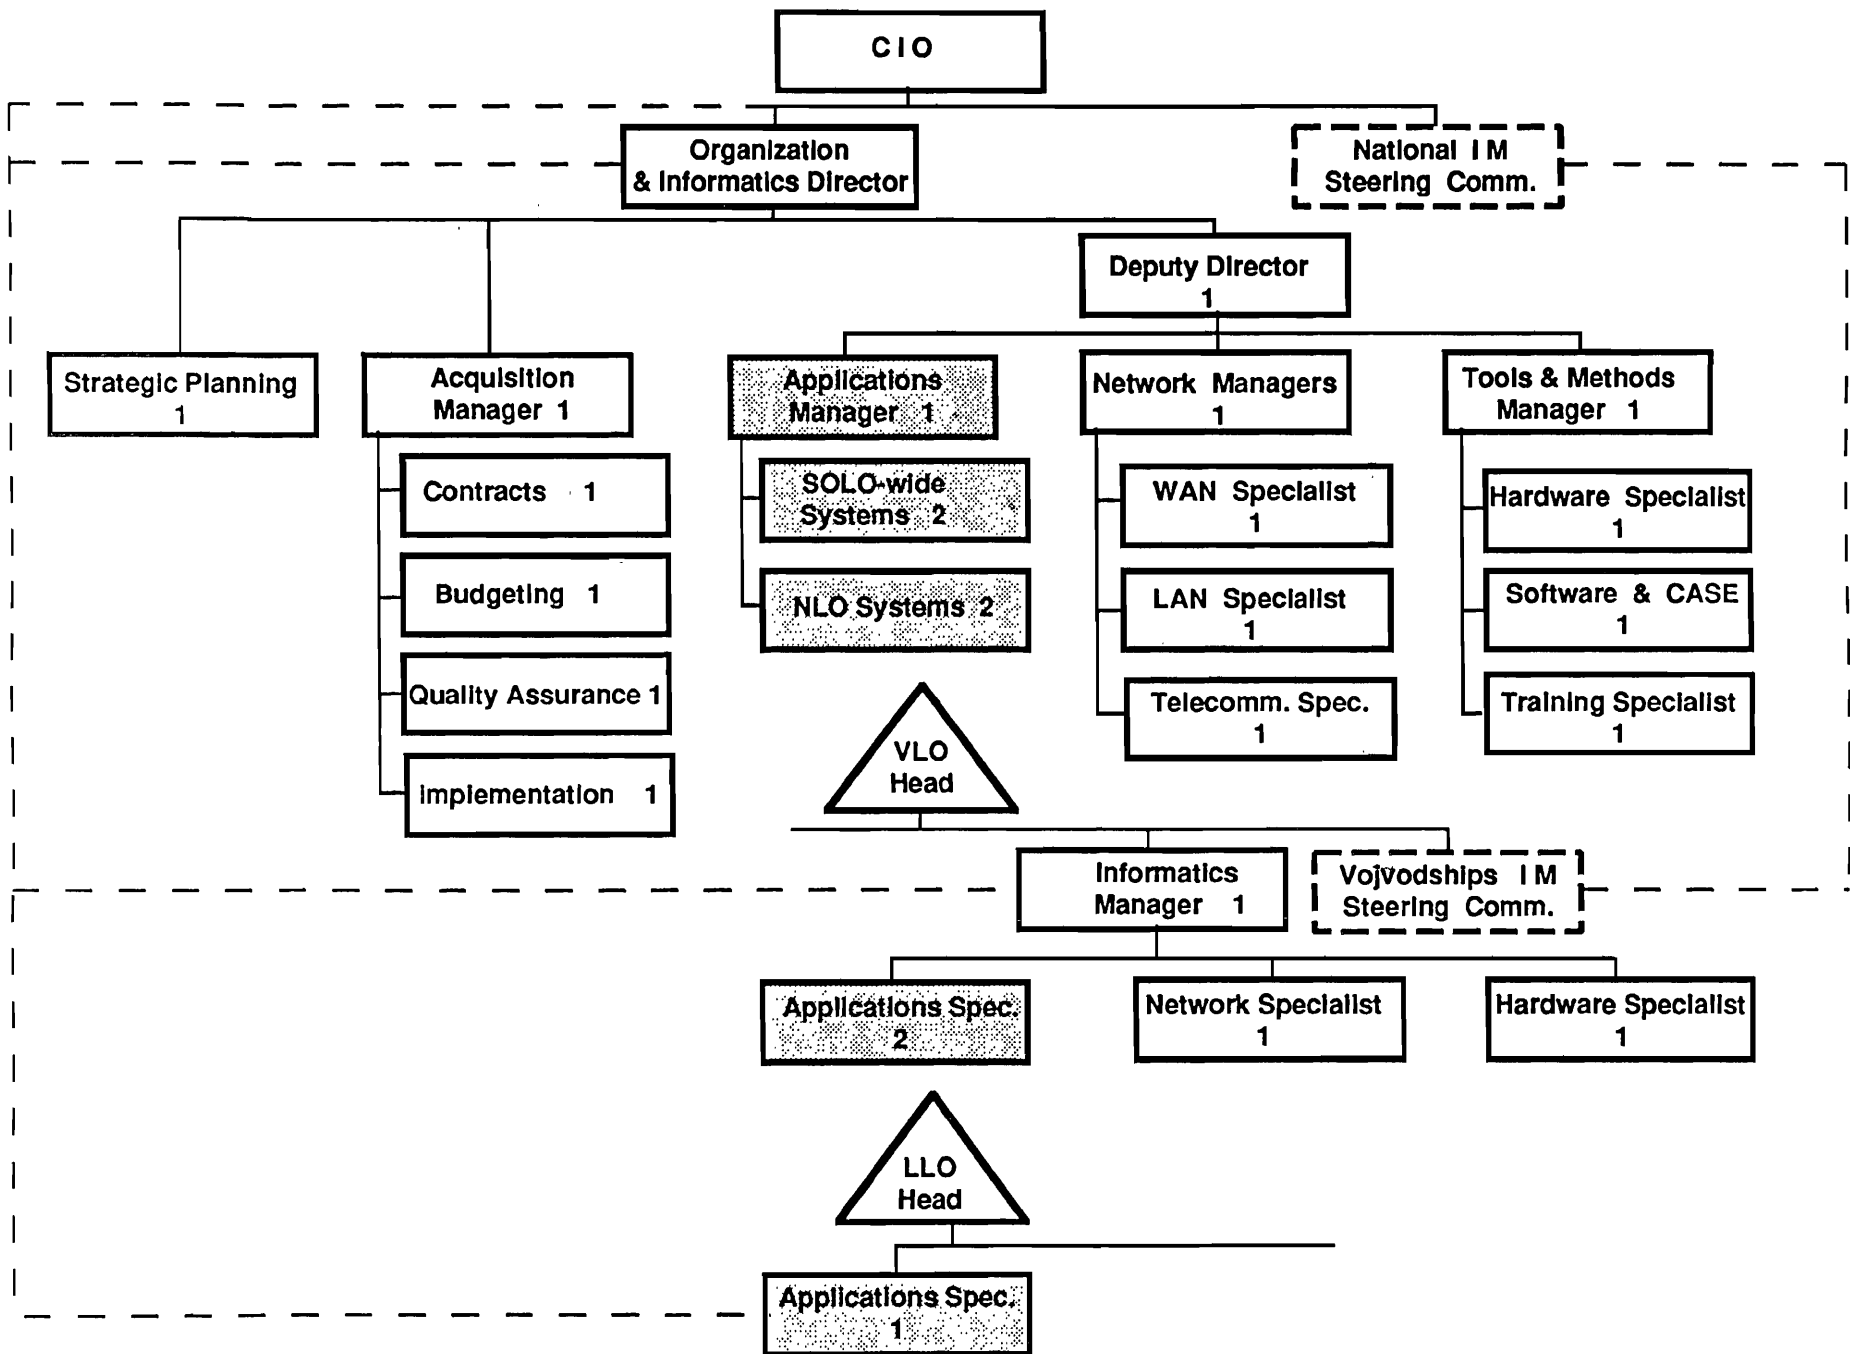 CIO
Organization
& Informatics Director
National IM
Steering Comm.
Deputy Director
1
Strategic Planning
1
Acquisition
Manager 1
Applications
Manager 1
Network Managers
1
Tools & Methods
Manager 1
Contracts 1
Budgeting 1
Quality Assurance 1
Implementation 1
SOLO-wide
Systems 2
NLO Systems 2
WAN Specialist
1
LAN Specialist
1
Telecomm. Spec.
1
Hardware Specialist
1
Software & CASE
1
Training Specialist
1
VLO
Head
Informatics
Manager 1
Vojvodships IM
Steering Comm.
Applications Spec.
2
Network Specialist
1
Hardware Specialist
1
LLO
Head
Applications Spec.
1